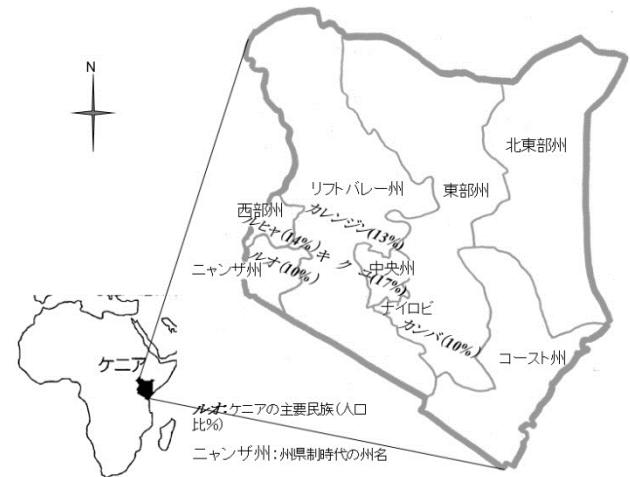 N
北東部州
リフトバレー州
東部州
西部州
カレンジン(13%)
ルヒャ(14%)
キクユ(17%)
中央州
ニャンザ州
ルオ(10%)
ナイロビ
カンバ(10%)
コースト州
ケニア
ルオ:ケニアの主要民族(人口
比%)
ニャンザ州:州県制時代の州名